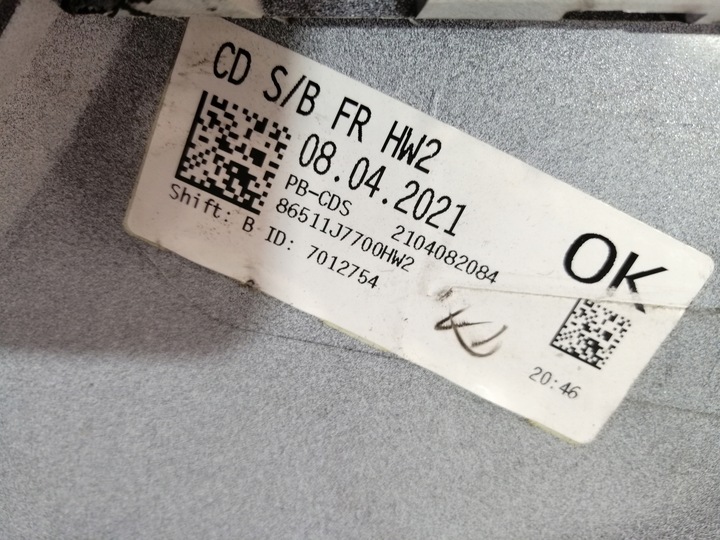 CD S/B FR HW2
08.04.2021
PB-CDS 2104082084
86511J7700HW2
Shift: B ID: 7012754
OK
20:46